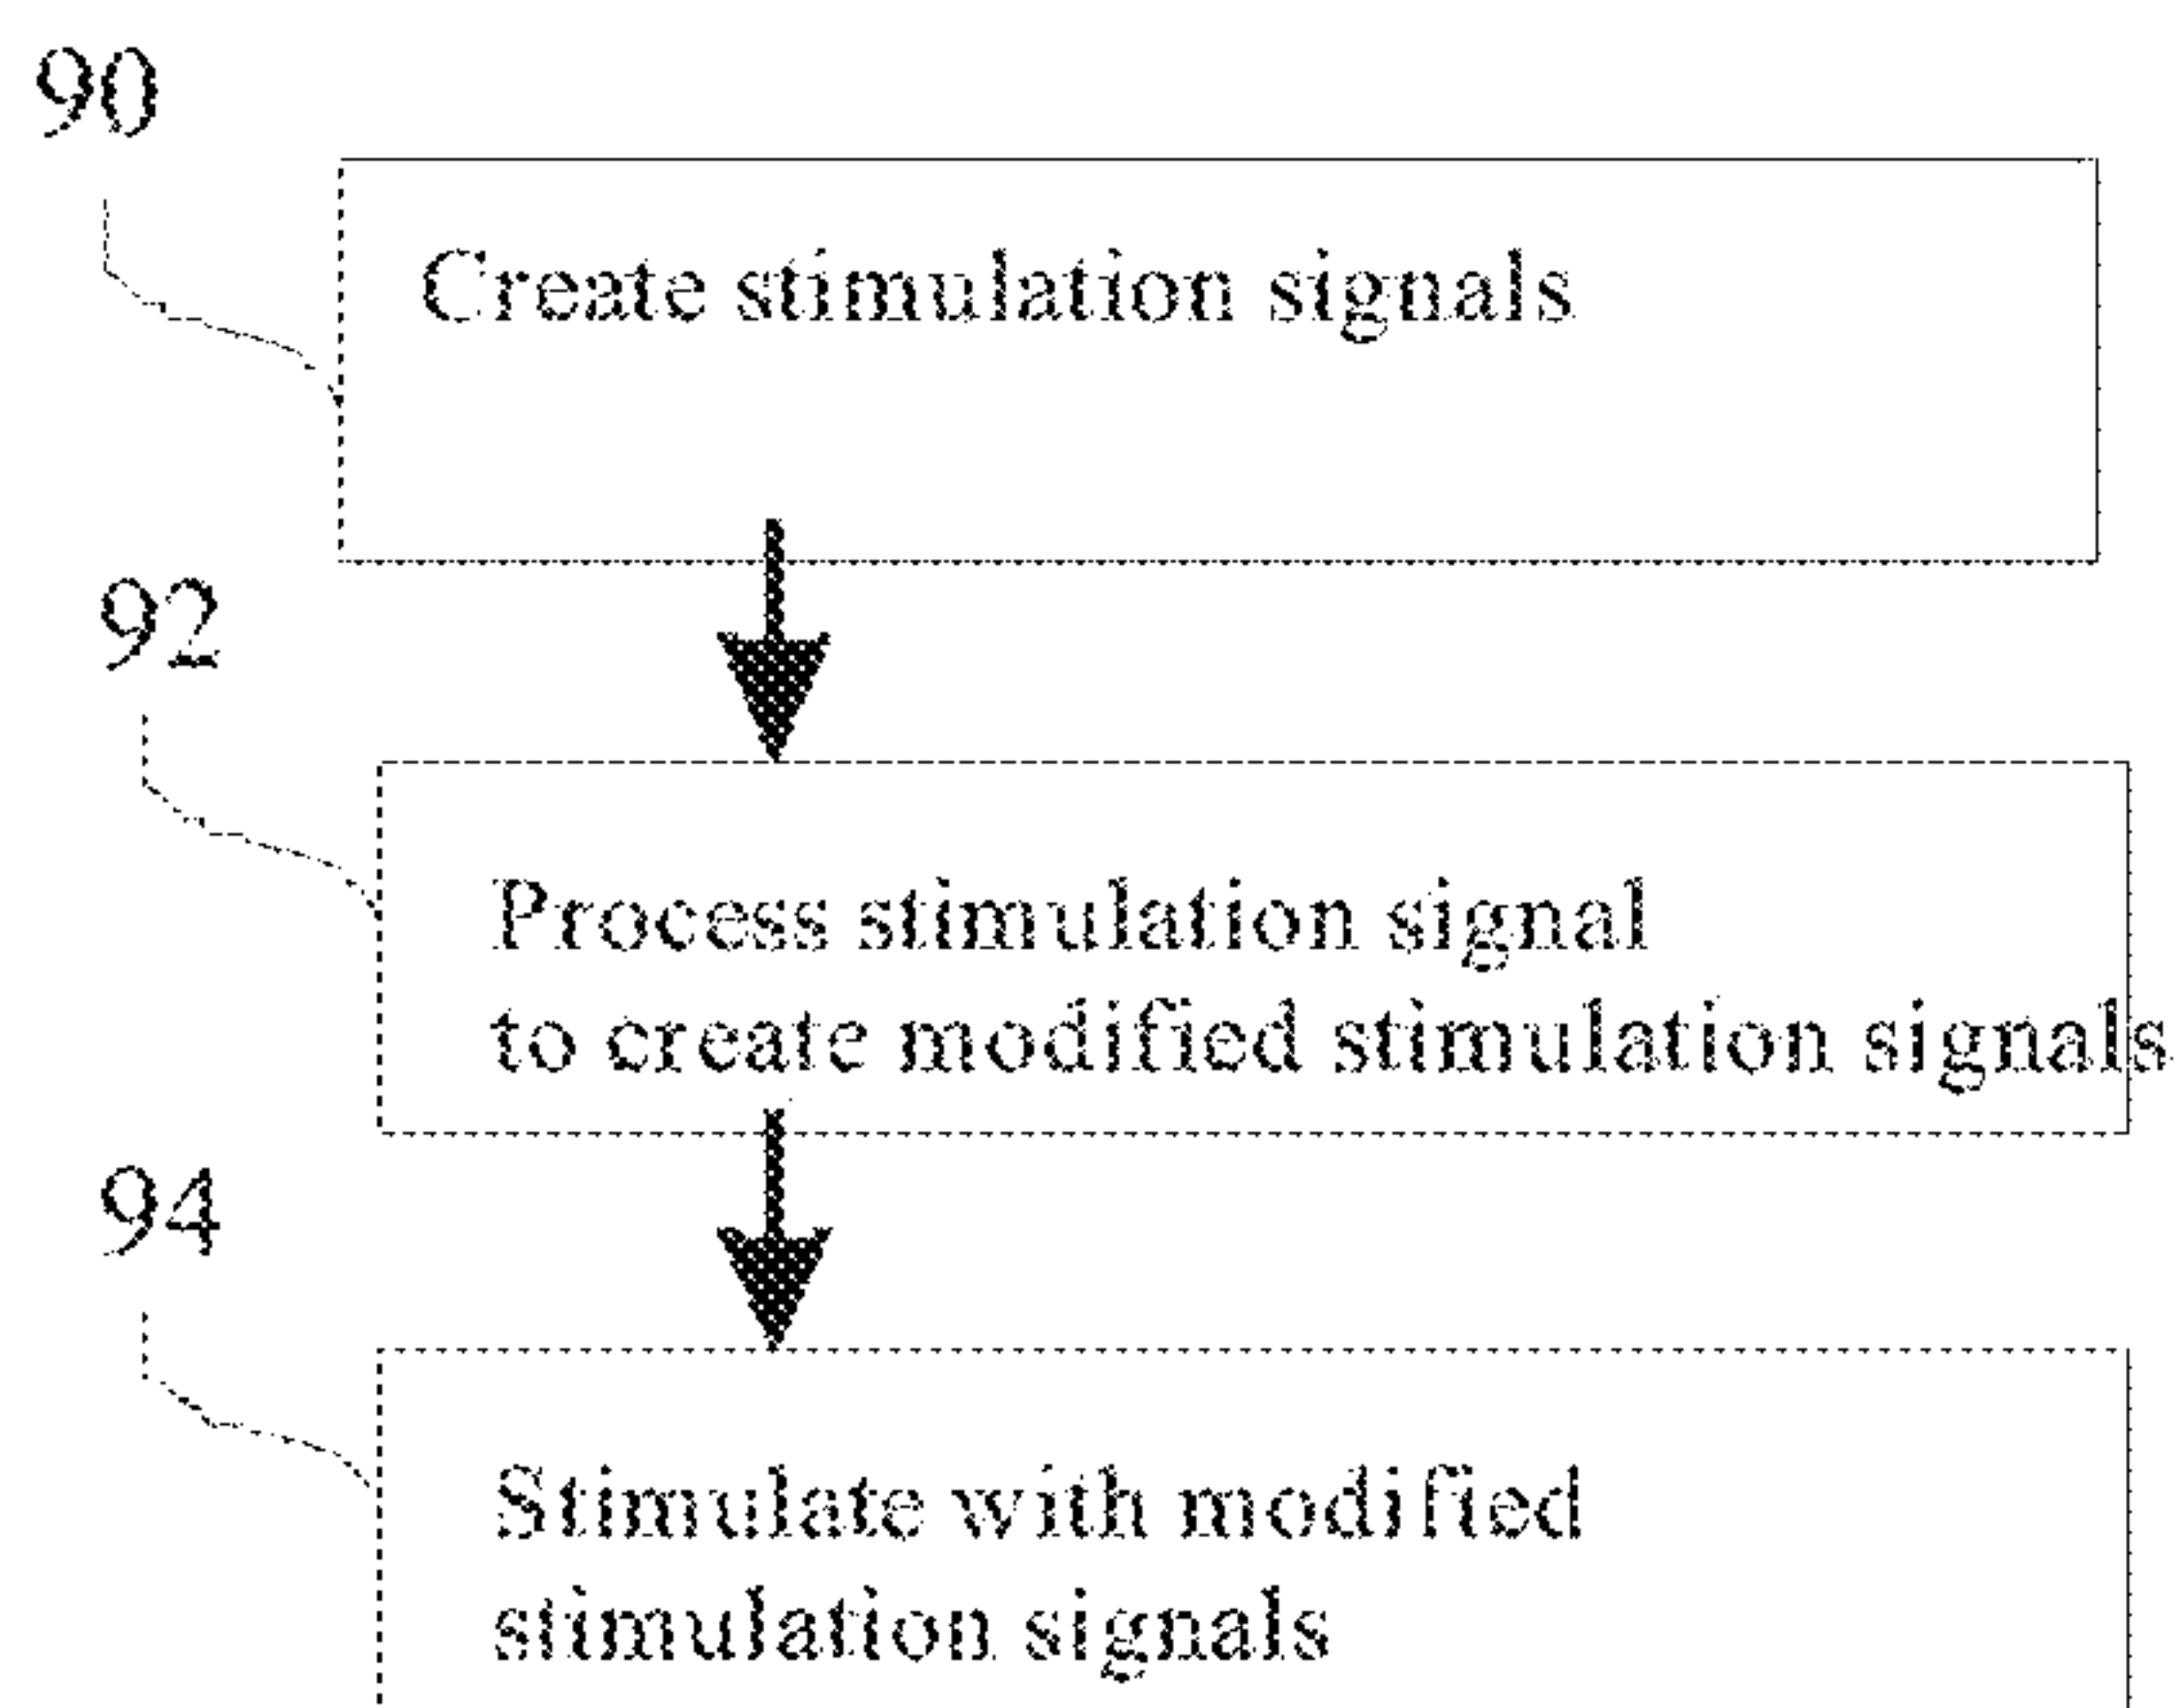 90
Create stimulation signals
92
Process stimulation signal
to create modified stimulation signals
94
Stimulate with modified
stimulation signals